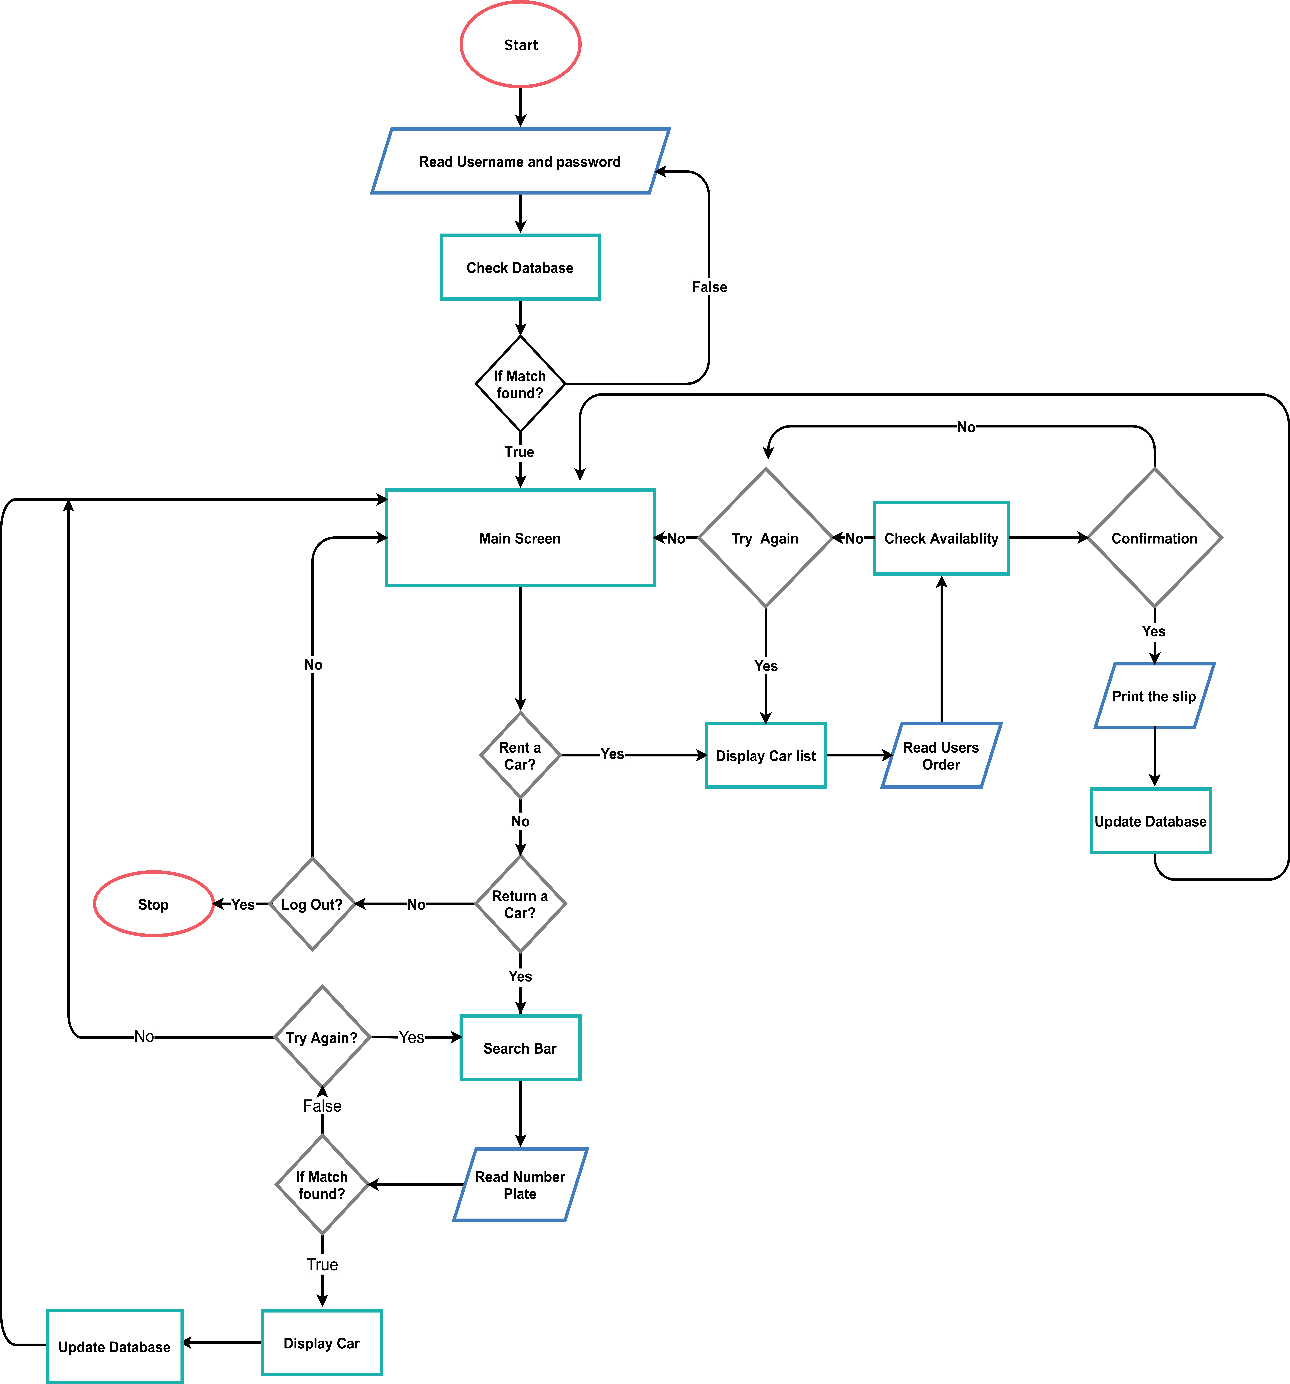 Start
Read Username and password
Check Database
False
If Match
found?
True
No
Main Screen
No
Try  Again
No
Check Availablity
Confirmation
Yes
No
Yes
Print the slip
Rent a
Car?
Yes
Display Car list
Read Users
Order
No
Update Database
Stop
Yes
Log Out?
No
Return a
Car?
Yes
No
Try Again?
Yes
Search Bar
False
If Match
found?
Read Number
Plate
True
Update Database
Display Car